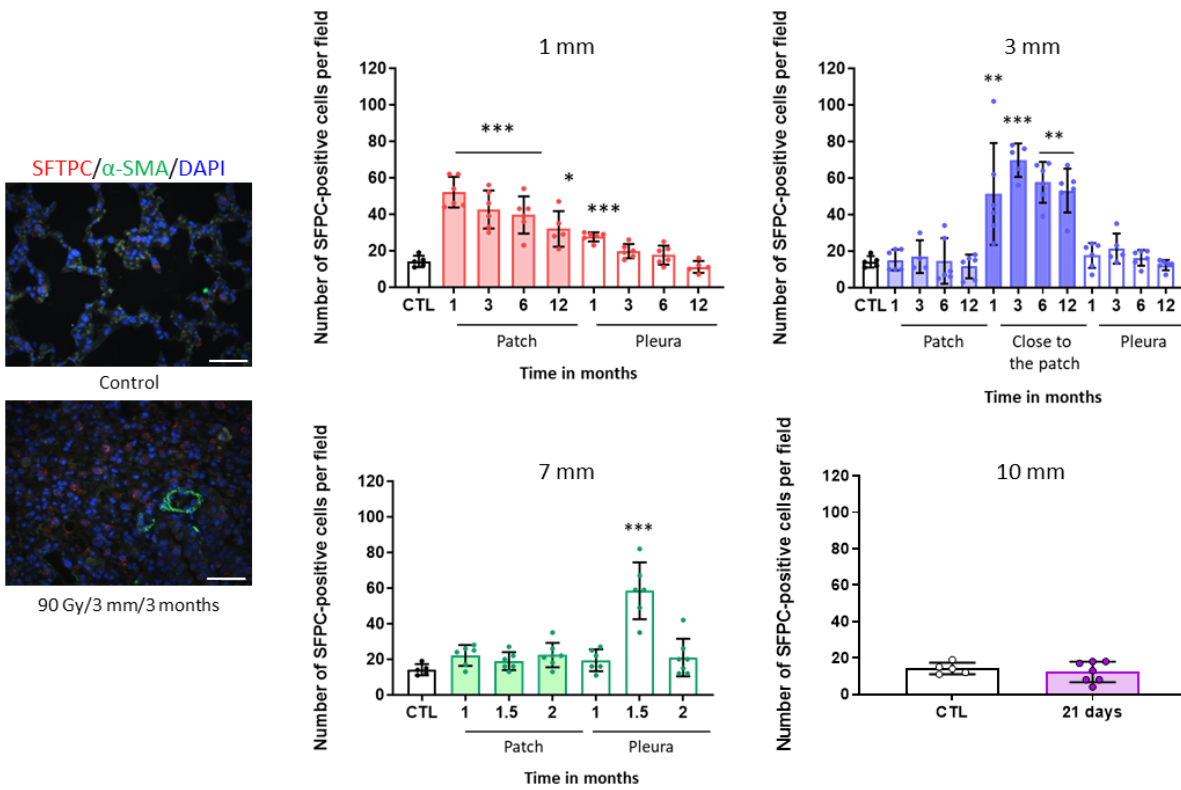 SFTPC/α-SMA/DAPI
Control
90 Gy/3 mm/3 months
1 mm
Number of SFPC-positive cells per field
120
100
80
60
40
20
0
***
*
***
CTL 1 3 6 12 1 3 6 12
Patch Pleura
Time in months
3 mm
Number of SFPC-positive cells per field
120
100
80
60
40
20
0
**
***
**
CTL 1 3 6 12 1 3 6 12 1 3 6 12
Patch Close to Pleura
the patch
Time in months
7 mm
Number of SFPC-positive cells per field
120
100
80
60
40
20
0
***
CTL 1 1.5 2 1 1.5 2
Patch Pleura
Time in months
10 mm
Number of SFPC-positive cells per field
120
100
80
60
40
20
0
CTL 21 days